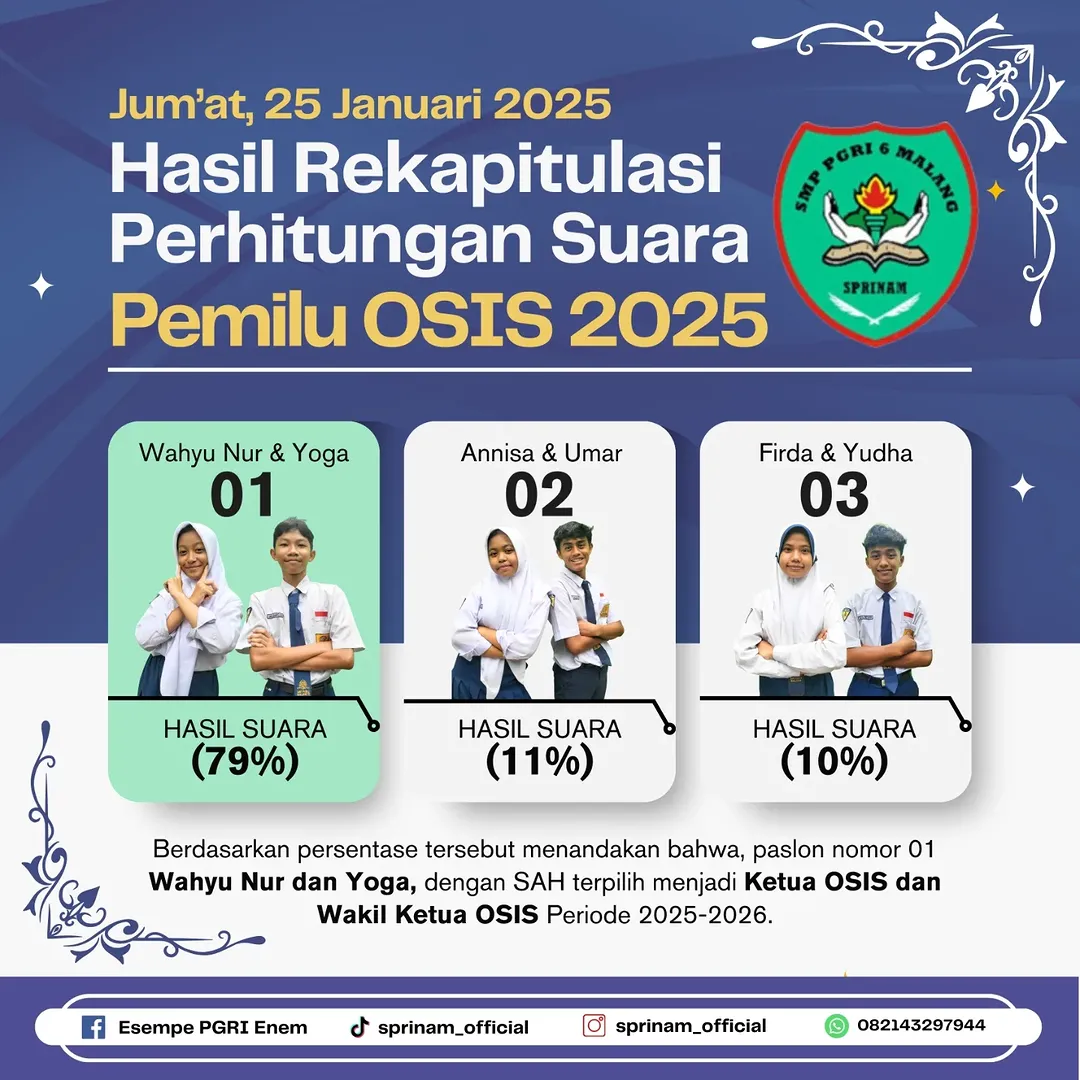 Jum'at, 25 Januari 2025
Hasil Rekapitulasi
Perhitungan Suara
Pemilu OSIS 2025
SMP PGRI 6 MALANG
SPRINAM
Wahyu Nur & Yoga
01
HASIL SUARA
(79%)
Annisa & Umar
02
HASIL SUARA
(11%)
Firda & Yudha
03
HASIL SUARA
(10%)
Berdasarkan persentase tersebut menandakan bahwa, paslon nomor 01
Wahyu Nur dan Yoga, dengan SAH terpilih menjadi Ketua OSIS dan
Wakil Ketua OSIS Periode 2025-2026.
Esempe PGRI Enem
sprinam_official
sprinam_official
082143297944